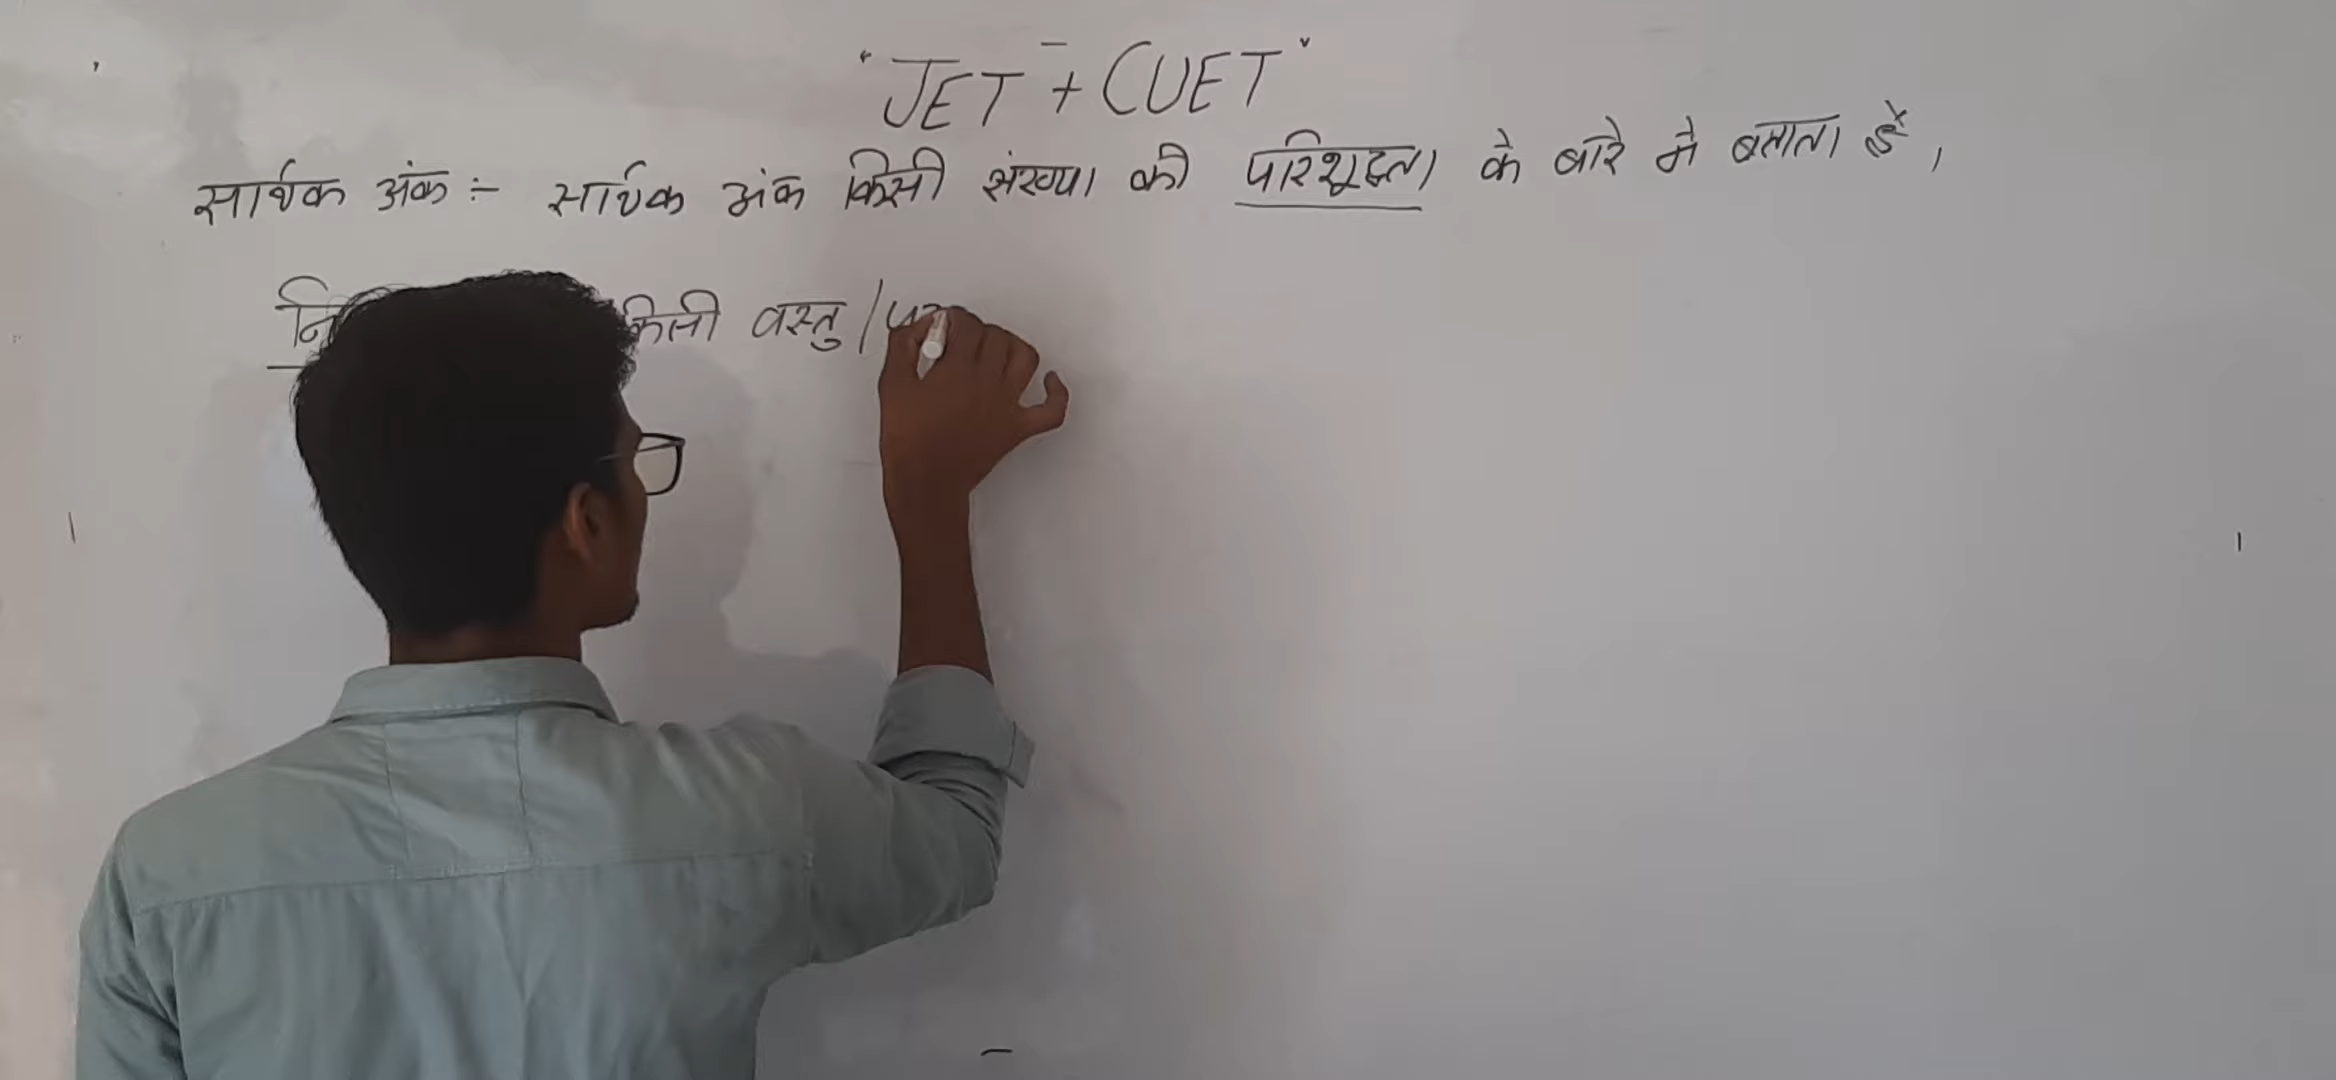 "JET + CUET"
सार्थक अंक :- सार्थक अंक किसी संख्या की परिशूद्धता के बारे मे बताता हैं,
किसी वस्तु /